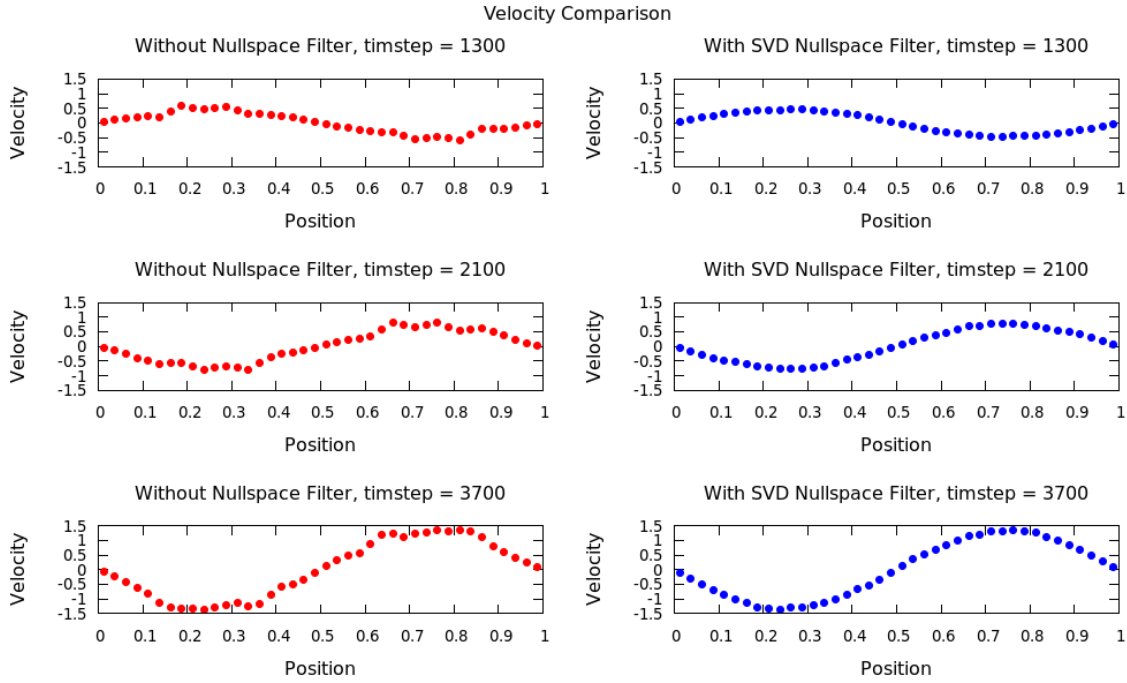 Velocity Comparison
Without Nullspace Filter, timstep = 1300
Velocity
1.5
1
0.5
0
-0.5
-1
-1.5
0 0.1 0.2 0.3 0.4 0.5 0.6 0.7 0.8 0.9 1
Position
With SVD Nullspace Filter, timstep = 1300
Velocity
1.5
1
0.5
0
-0.5
-1
-1.5
0 0.1 0.2 0.3 0.4 0.5 0.6 0.7 0.8 0.9 1
Position
Without Nullspace Filter, timstep = 2100
Velocity
1.5
1
0.5
0
-0.5
-1
-1.5
0 0.1 0.2 0.3 0.4 0.5 0.6 0.7 0.8 0.9 1
Position
With SVD Nullspace Filter, timstep = 2100
Velocity
1.5
1
0.5
0
-0.5
-1
-1.5
0 0.1 0.2 0.3 0.4 0.5 0.6 0.7 0.8 0.9 1
Position
Without Nullspace Filter, timstep = 3700
Velocity
1.5
1
0.5
0
-0.5
-1
-1.5
0 0.1 0.2 0.3 0.4 0.5 0.6 0.7 0.8 0.9 1
Position
With SVD Nullspace Filter, timstep = 3700
Velocity
1.5
1
0.5
0
-0.5
-1
-1.5
0 0.1 0.2 0.3 0.4 0.5 0.6 0.7 0.8 0.9 1
Position